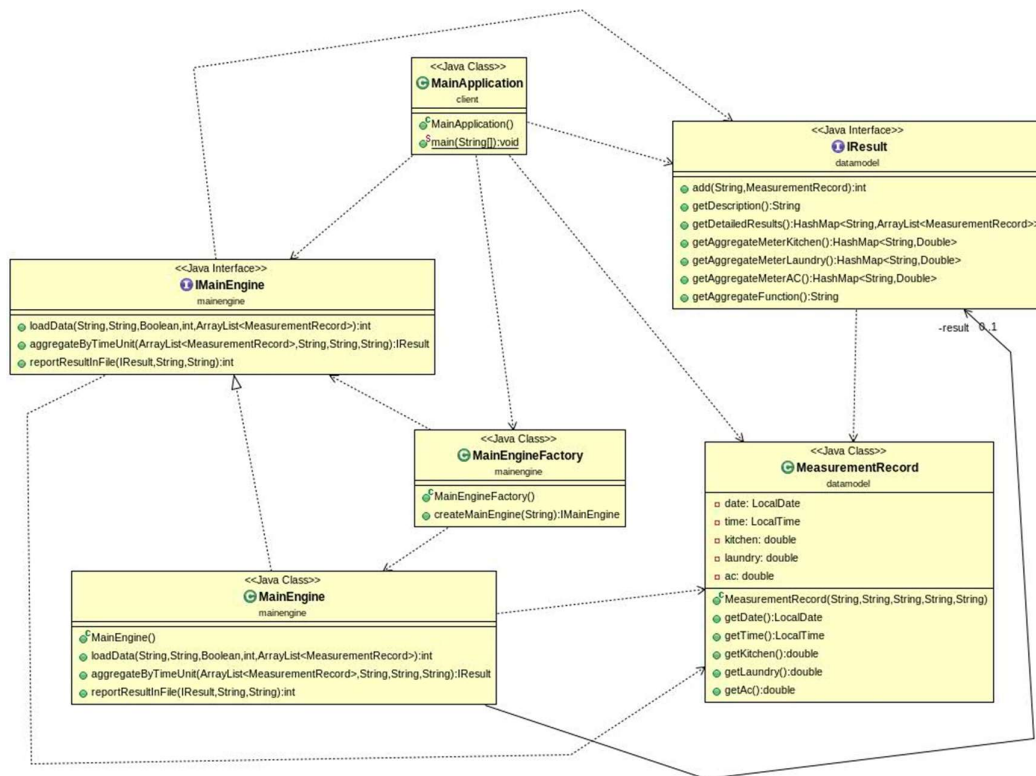 <<Java Class>>
MainApplication
client
MainApplication()
main(String[]):void
<<Java Interface>>
IResult
datamodel
add(String,MeasurementRecord):int
getDescription():String
getDetailedResults():HashMap<String,ArrayList<MeasurementRecord>>
getAggregateMeterKitchen():HashMap<String,Double>
getAggregateMeterLaundry():HashMap<String,Double>
getAggregateMeterAC():HashMap<String,Double>
getAggregateFunction():String
-result 0..1
<<Java Interface>>
IMainEngine
mainengine
loadData(String,String,Boolean,int,ArrayList<MeasurementRecord>):int
aggregateByTimeUnit(ArrayList<MeasurementRecord>,String,String,String):IResult
reportResultInFile(IResult,String,String):int
<<Java Class>>
MainEngineFactory
mainengine
MainEngineFactory()
createMainEngine(String):IMainEngine
<<Java Class>>
MeasurementRecord
datamodel
date: LocalDate
time: LocalTime
kitchen: double
laundry: double
ac: double
MeasurementRecord(String,String,String,String,String)
getDate():LocalDate
getTime():LocalTime
getKitchen():double
getLaundry():double
getAc():double
<<Java Class>>
MainEngine
mainengine
MainEngine()
loadData(String,String,Boolean,int,ArrayList<MeasurementRecord>):int
aggregateByTimeUnit(ArrayList<MeasurementRecord>,String,String,String):IResult
reportResultInFile(IResult,String,String):int